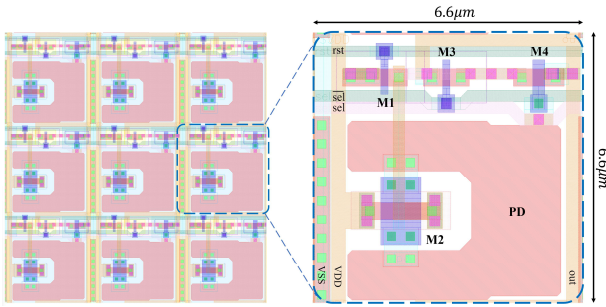 6.6μm
rst
M3
M4
M1
sel
sel
6.6μm
PD
M2
VSS
VDD
out